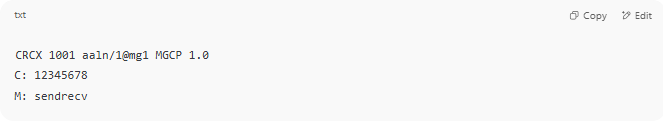 txt
Copy
Edit
CRCX 1001 aaln/1@mg1 MGCP 1.0
C: 12345678
M: sendrecv